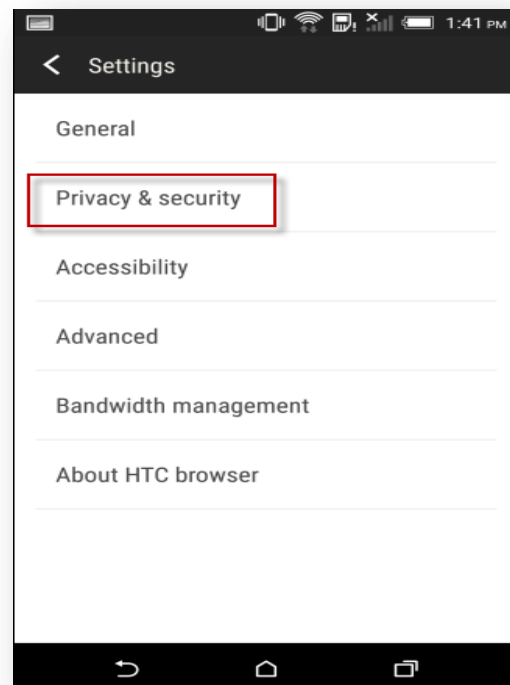 1:41 PM
Settings
General
Privacy & security
Accessibility
Advanced
Bandwidth management
About HTC browser